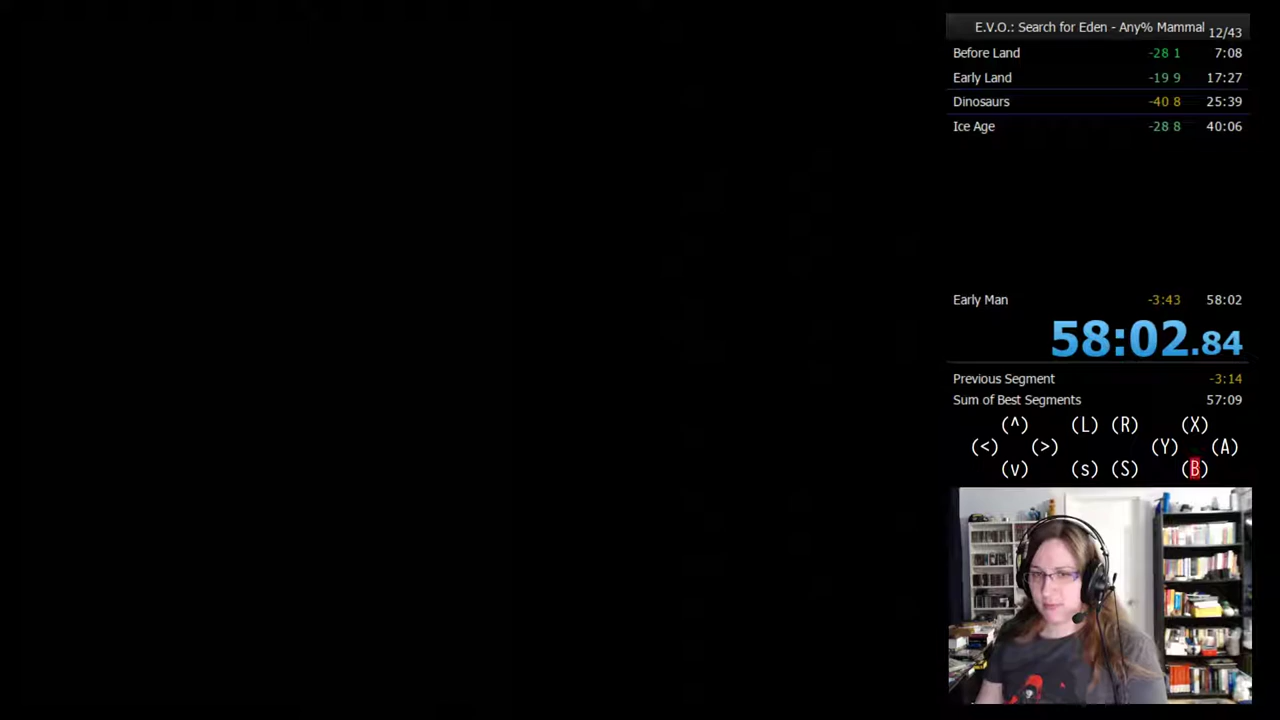 E.V.O.: Search for Eden - Any% Mammal 12/43
Before Land -28 1 7:08
Early Land -19 9 17:27
Dinosaurs -40 8 25:39
Ice Age -28 8 40:06
Early Man -3:43 58:02
58:02.84
Previous Segment -3:14
Sum of Best Segments 57:09
(^) (L) (R) (X)
(<) (>) (Y) (A)
(v) (s) (S) (B)